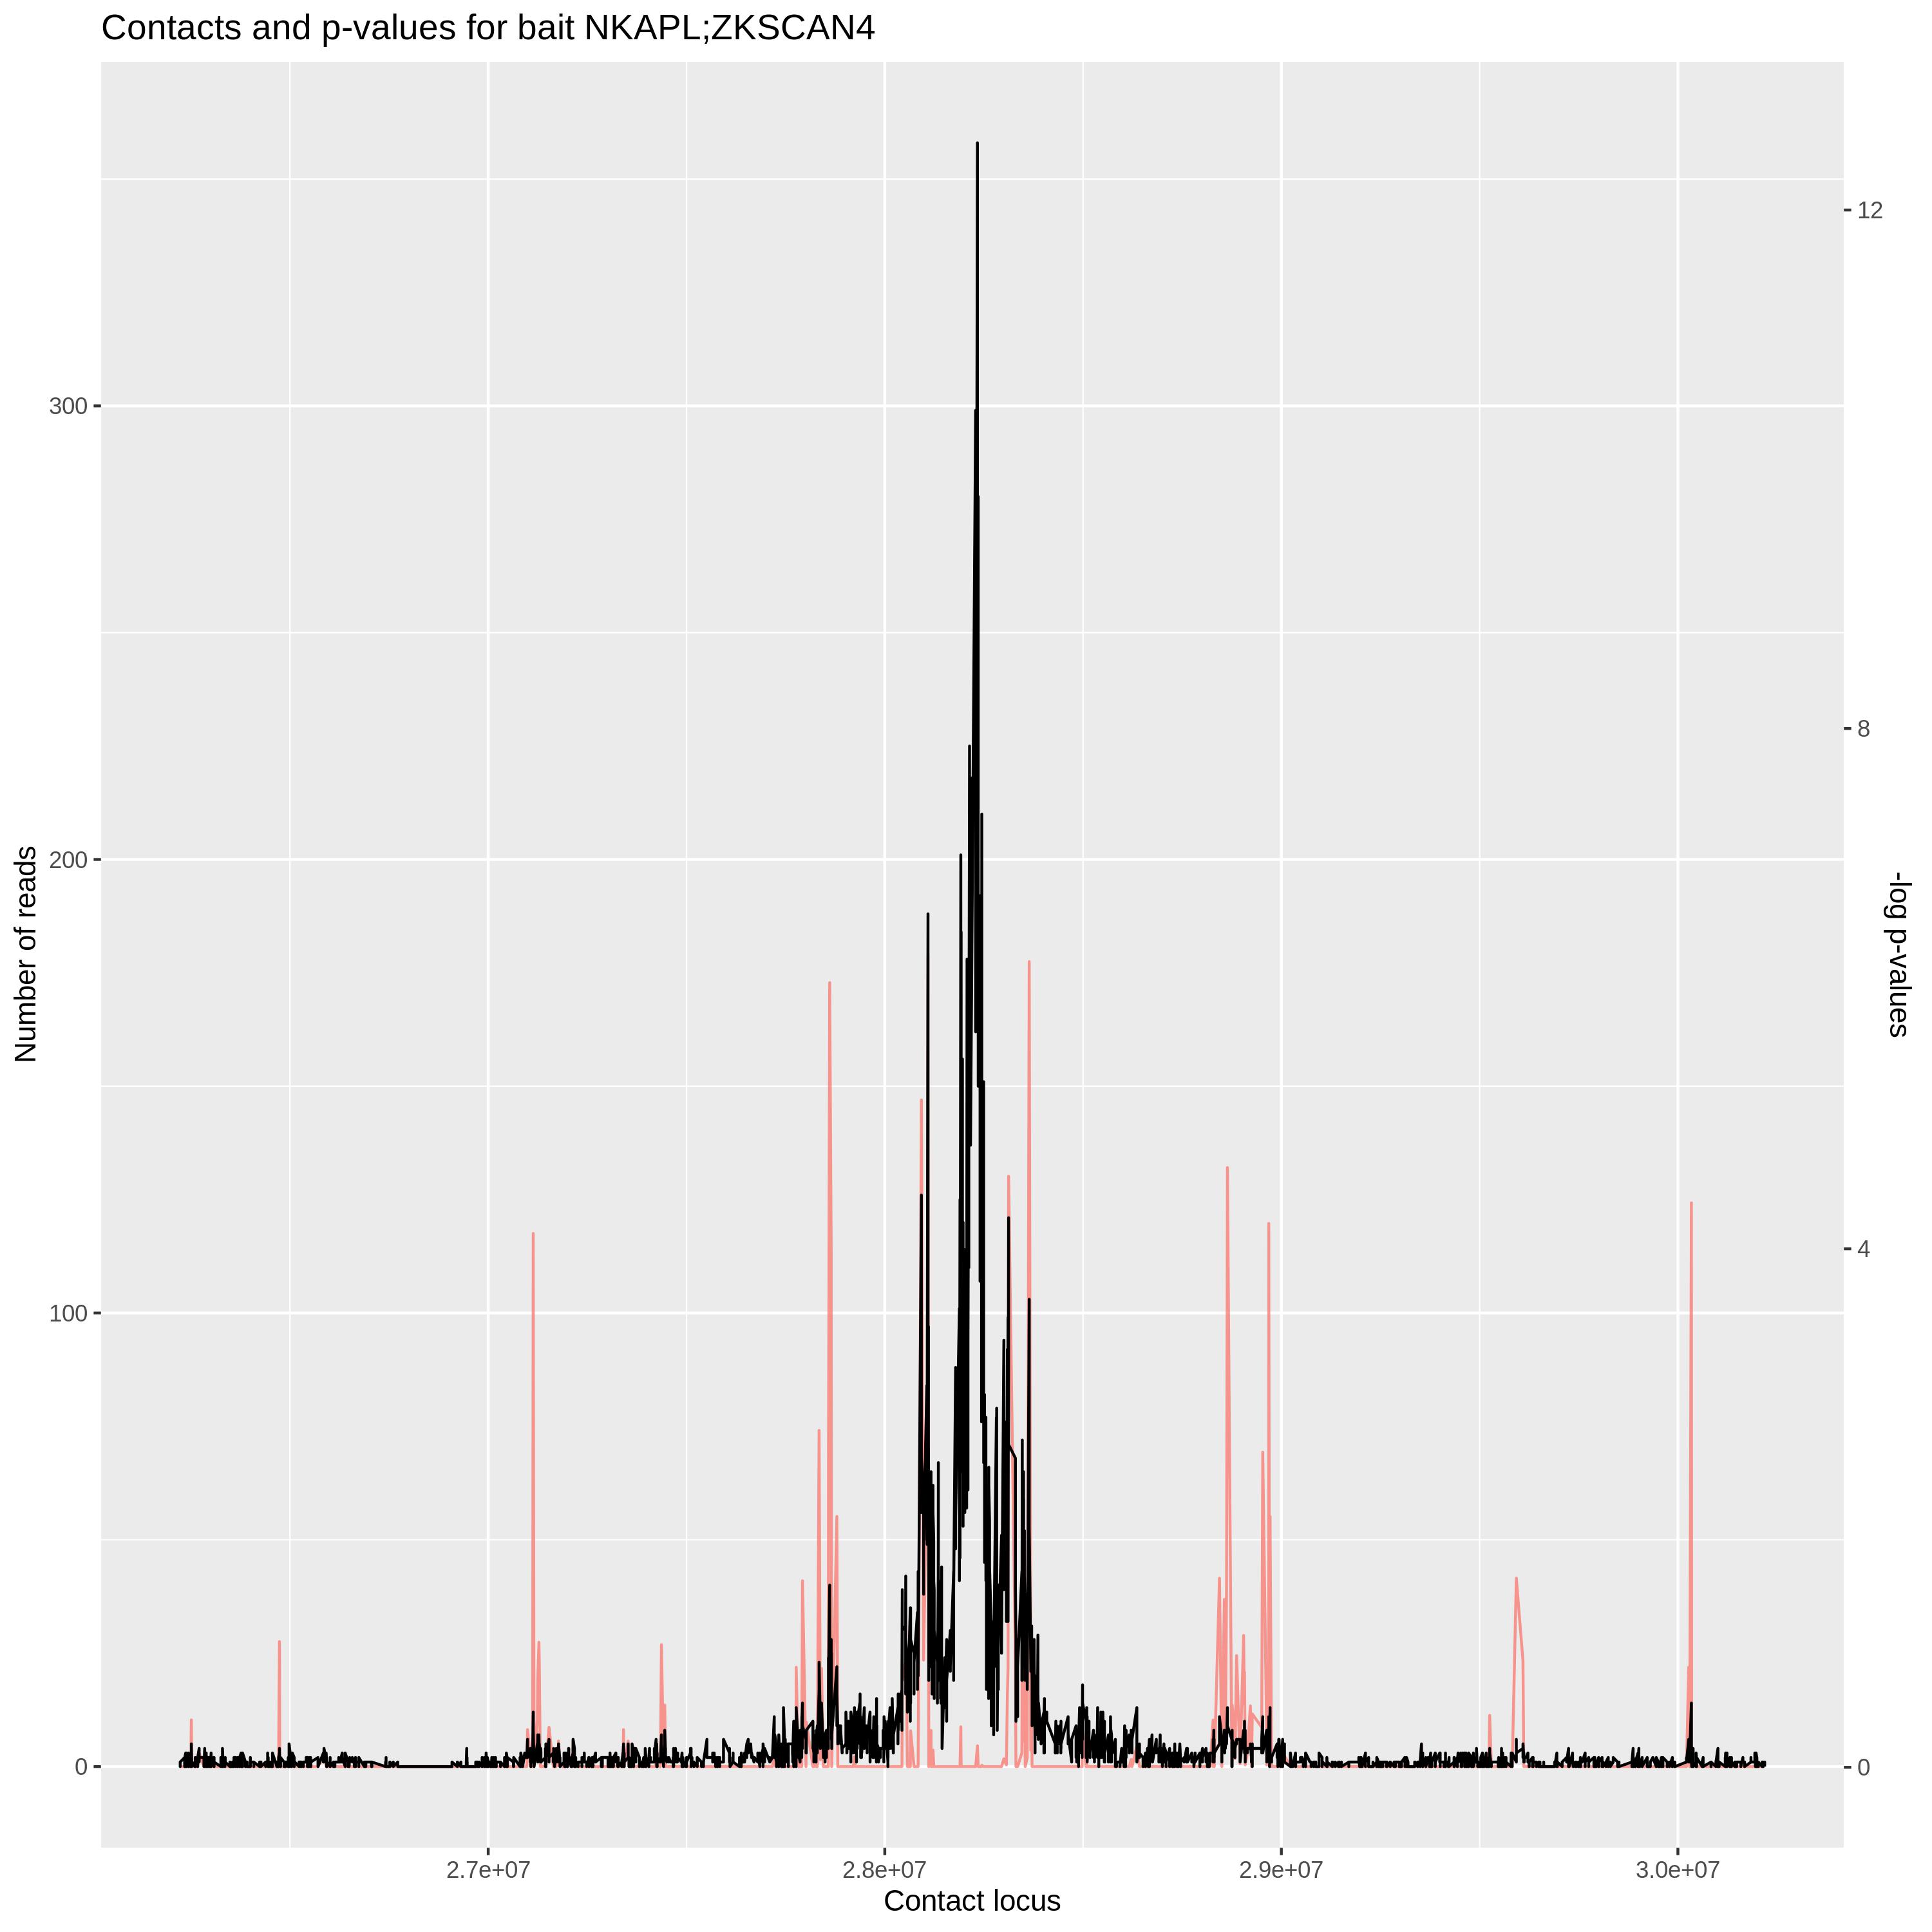 Contacts and p-values for bait NKAPL;ZKSCAN4
Number of reads
300
200
100
0
12
8
4
0
-log p-values
2.7e+07 2.8e+07 2.9e+07 3.0e+07
Contact locus